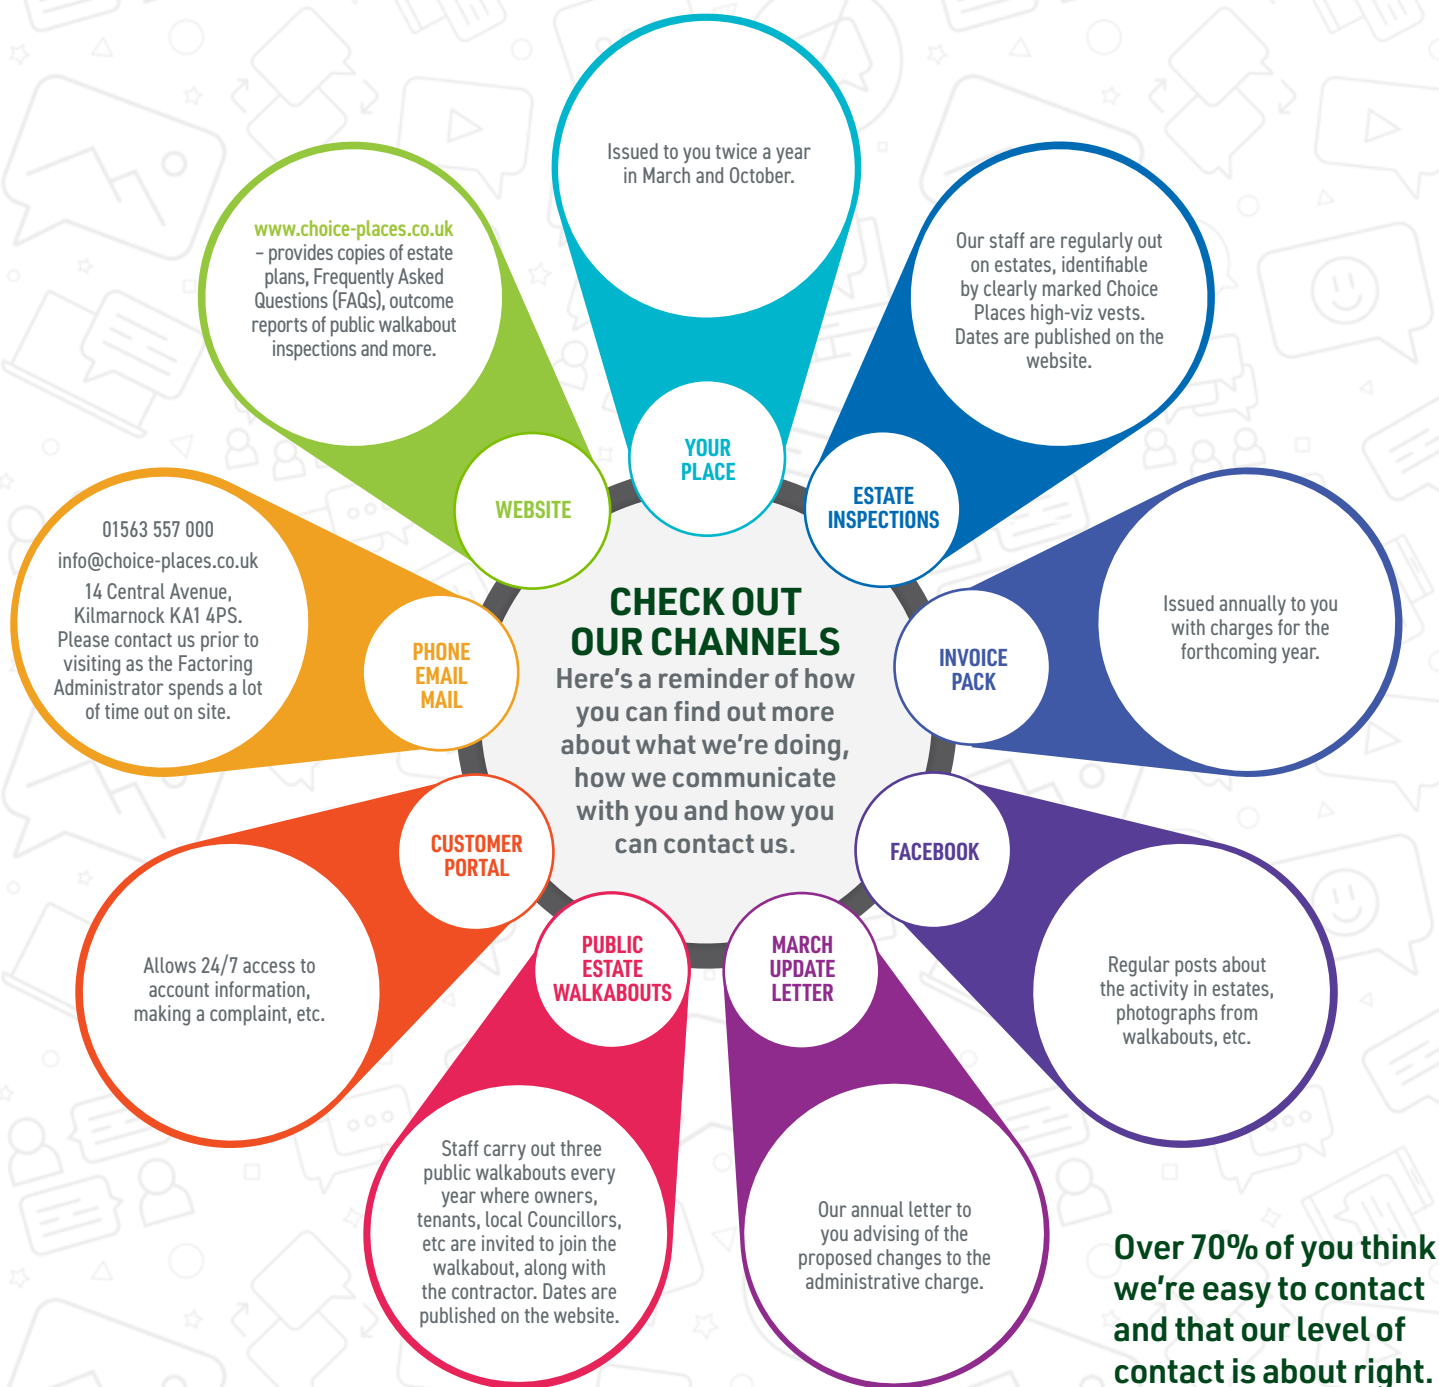 CHECK OUT
OUR CHANNELS
Here's a reminder of how
you can find out more
about what we're doing,
how we communicate
with you and how you
can contact us.
YOUR
PLACE
Issued to you twice a year
in March and October.
ESTATE
INSPECTIONS
Our staff are regularly out
on estates, identifiable
by clearly marked Choice
Places high-viz vests.
Dates are published on the
website.
INVOICE
PACK
Issued annually to you
with charges for the
forthcoming year.
FACEBOOK
Regular posts about
the activity in estates,
photographs from
walkabouts, etc.
MARCH
UPDATE
LETTER
Our annual letter to
you advising of the
proposed changes to the
administrative charge.
PUBLIC
ESTATE
WALKABOUTS
Staff carry out three
public walkabouts every
year where owners,
tenants, local Councillors,
etc are invited to join the
walkabout, along with
the contractor. Dates are
published on the website.
CUSTOMER
PORTAL
Allows 24/7 access to
account information,
making a complaint, etc.
PHONE
EMAIL
MAIL
01563 557 000
info@choice-places.co.uk
14 Central Avenue,
Kilmarnock KA1 4PS.
Please contact us prior to
visiting as the Factoring
Administrator spends a lot
of time out on site.
WEBSITE
www.choice-places.co.uk
– provides copies of estate
plans, Frequently Asked
Questions (FAQs), outcome
reports of public walkabout
inspections and more.
Over 70% of you think
we're easy to contact
and that our level of
contact is about right.